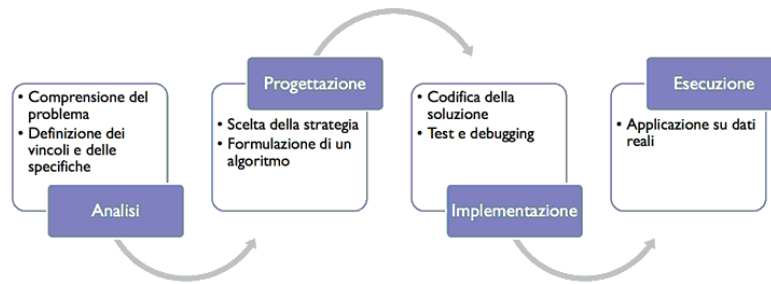 • Comprensione del
problema
• Definizione dei
vincoli e delle
specifiche
Analisi
Progettazione
• Scelta della strategia
• Formulazione di un
algoritmo
• Codifica della
soluzione
• Test e debugging
Implementazione
Esecuzione
• Applicazione su dati
reali